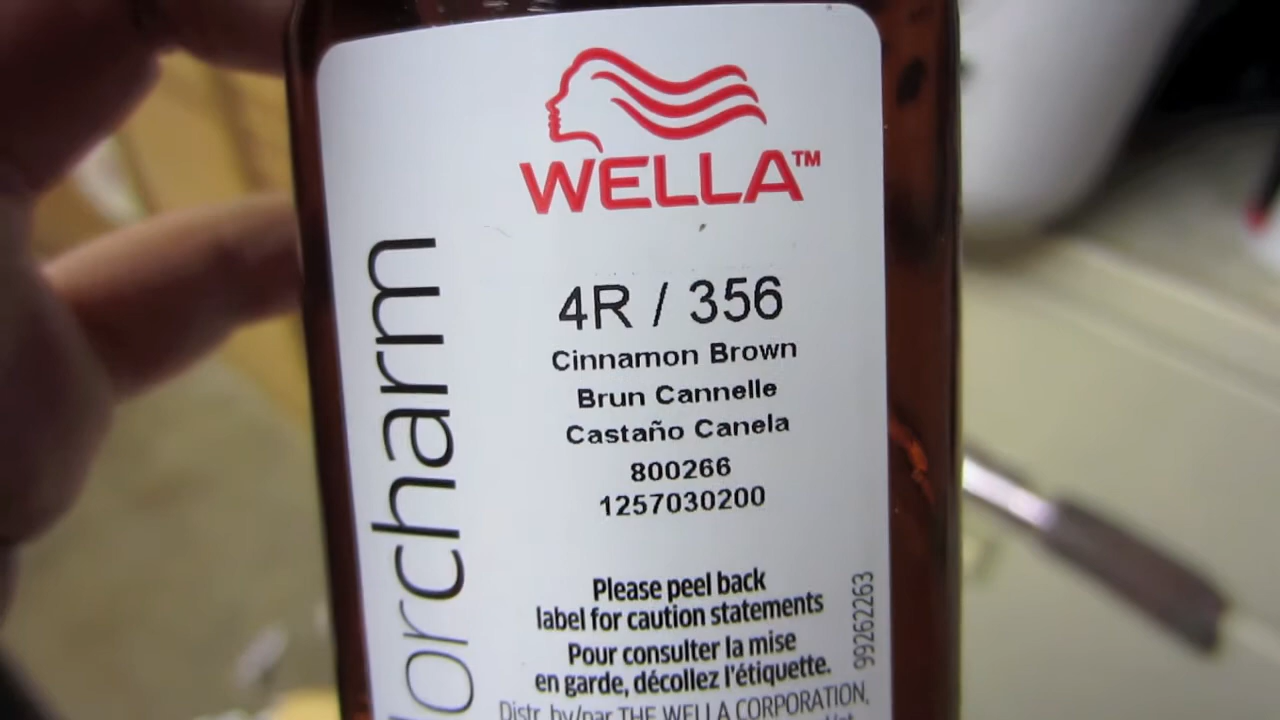 WELLA™
4R / 356
Cinnamon Brown
Brun Cannelle
Castaño Canela
800266
1257030200
Please peel back
label for caution statements
Pour consulter la mise
en garde, décollez l'étiquette.
Distr. by/par THE WELLA CORPORATION,
lorcharm
99262263